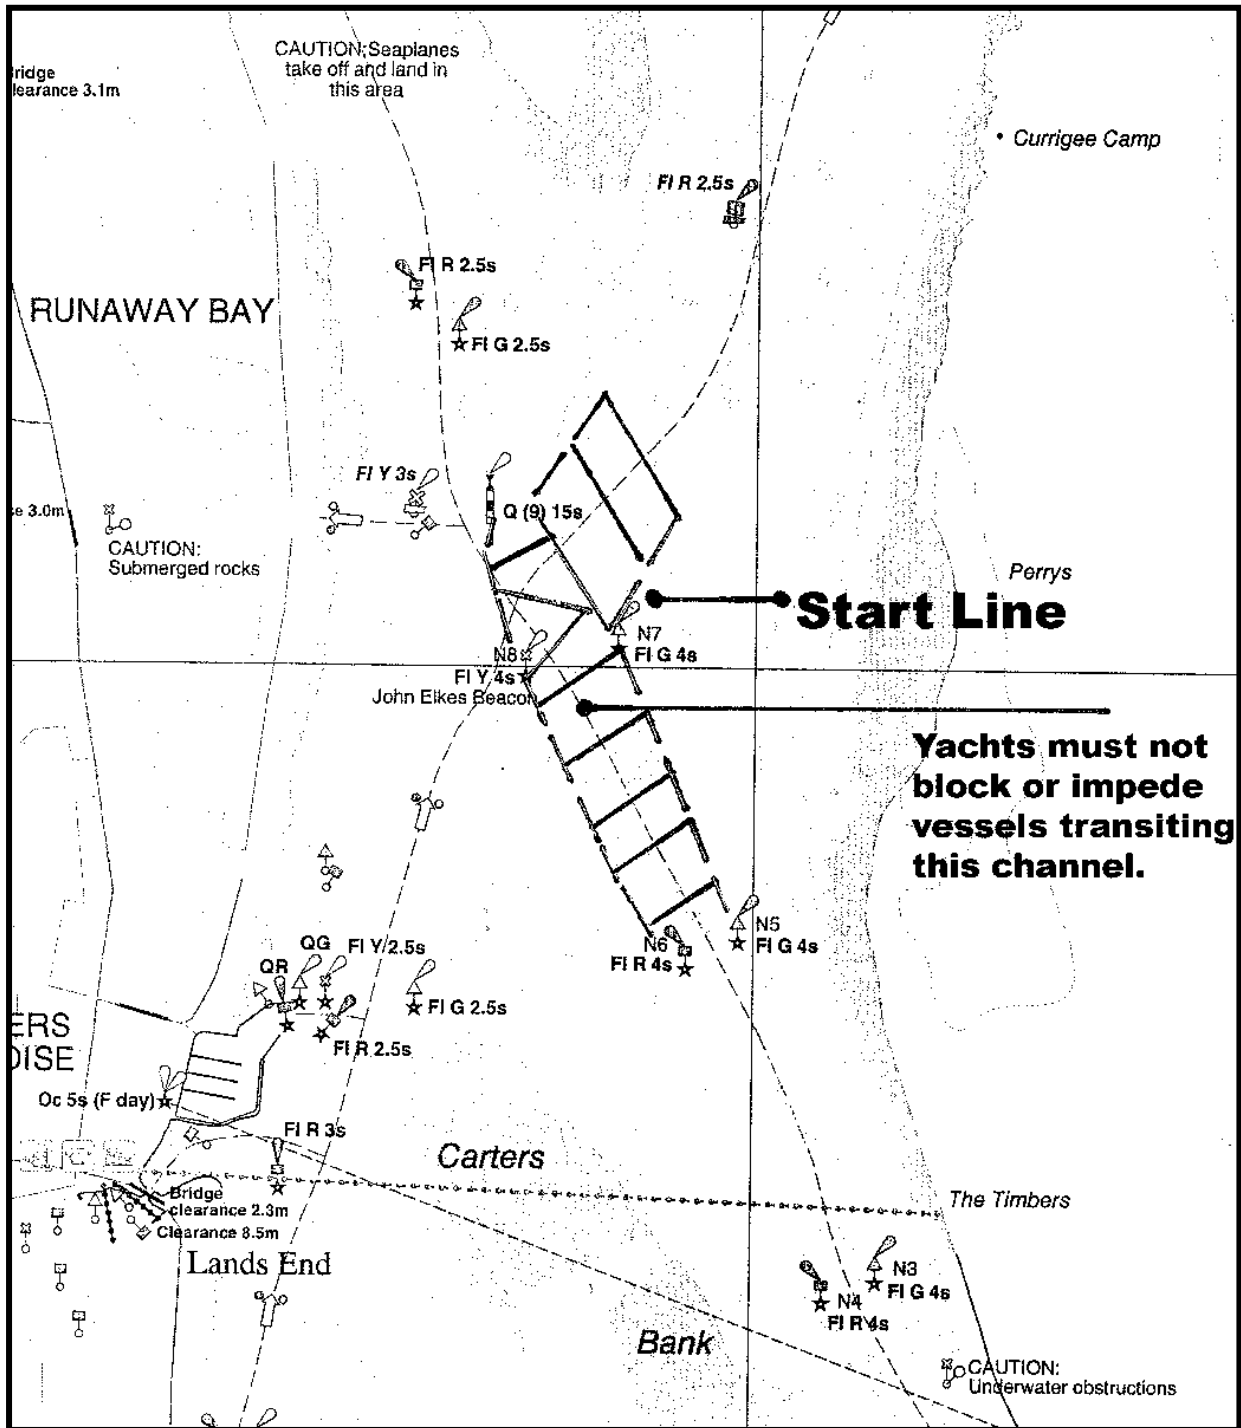 CAUTION:Seaplanes
take off and land in
this area
learance 3.1m
Currigee Camp
Fl R 2.5s
Fl R 2.5s
RUNAWAY BAY
Fl G 2.5s
Fl Y 3s
Q (9) 15s
3.0m
CAUTION:
Submerged rocks
Perrys
Start Line
N7
Fl G 4s
N8
Fl Y 4s
John Elkes Beacon
Yachts must not
block or impede
vessels transiting
this channel.
N5
Fl G 4s
N6
Fl R 4s
QG
Fl Y 2.5s
QR
Fl G 2.5s
ERS
DISE
Fl R 2.5s
Oc 5s (F day)
Fl R 3s
Carters
The Timbers
Bridge
clearance 2.3m
Clearance 8.5m
Lands End
N3
Fl G 4s
N4
Fl R 4s
Bank
CAUTION:
Underwater obstructions